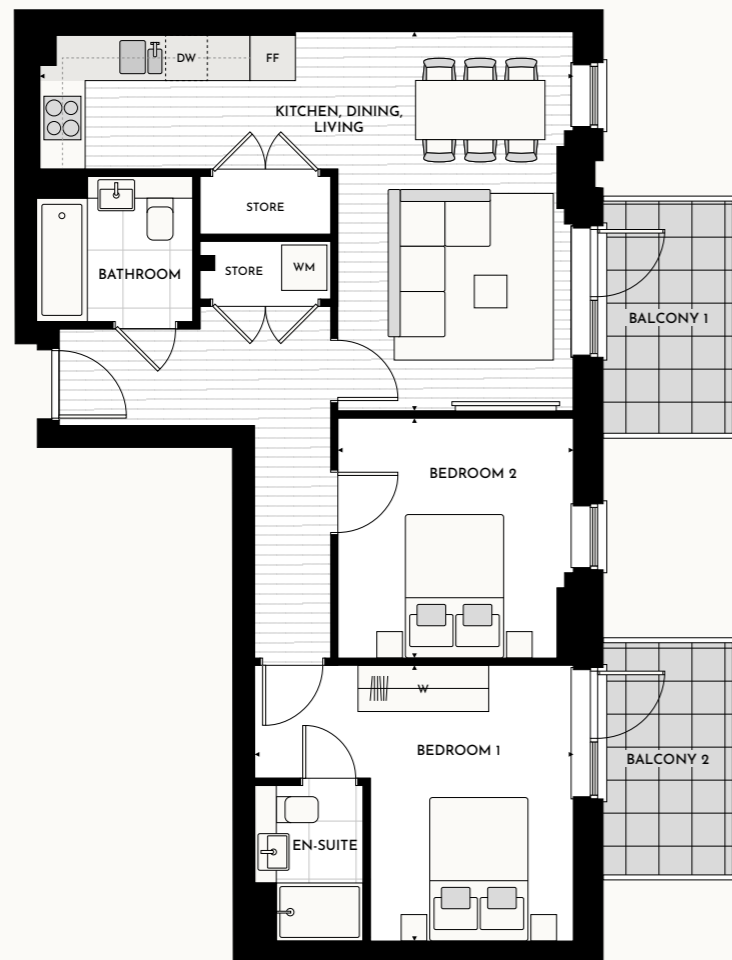 DW
FF
KITCHEN, DINING,
LIVING
STORE
STORE
WM
BATHROOM
BALCONY 1
BEDROOM 2
W
BEDROOM 1
BALCONY 2
EN-SUITE